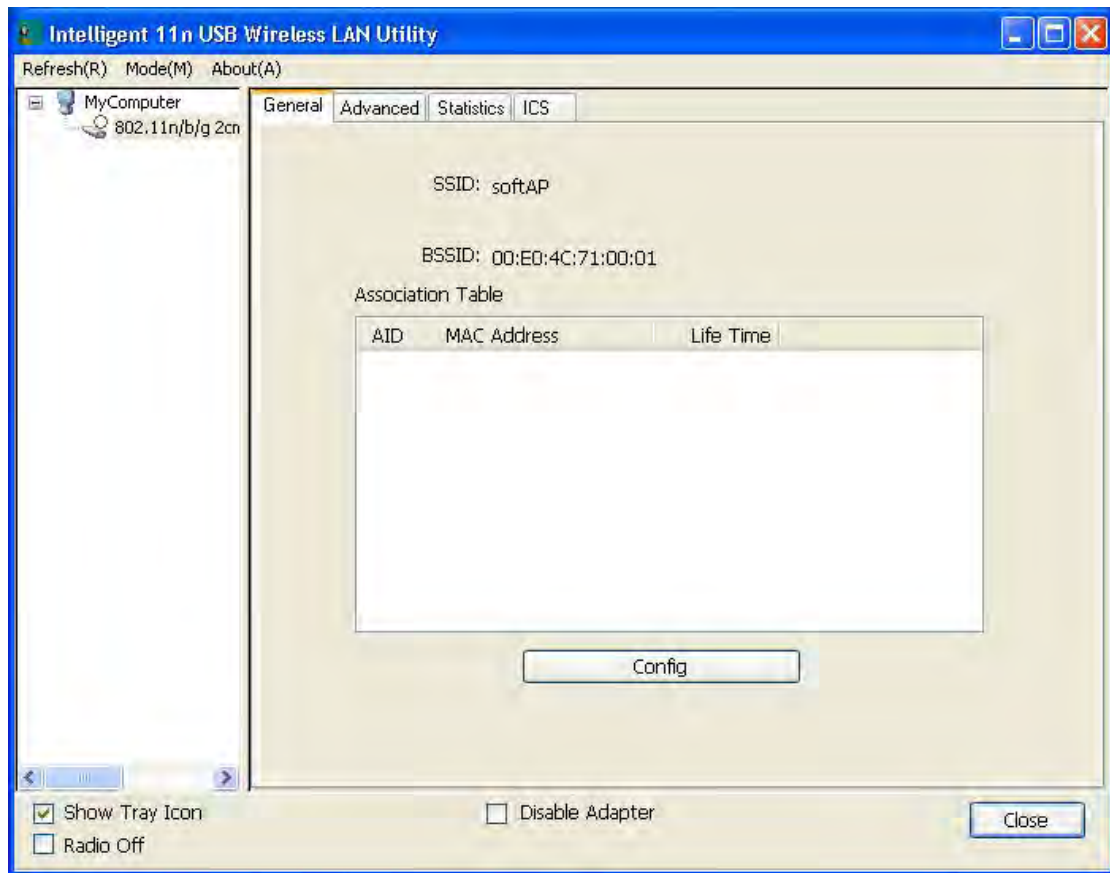 Intelligent 11n USB Wireless LAN Utility
Refresh(R) Mode(M) About(A)
MyComputer
802.11n/b/g 2cn
General Advanced Statistics ICS
SSID: softAP
BSSID: 00:E0:4C:71:00:01
Association Table
AID MAC Address Life Time
Config
Show Tray Icon
Radio Off
Disable Adapter
Close